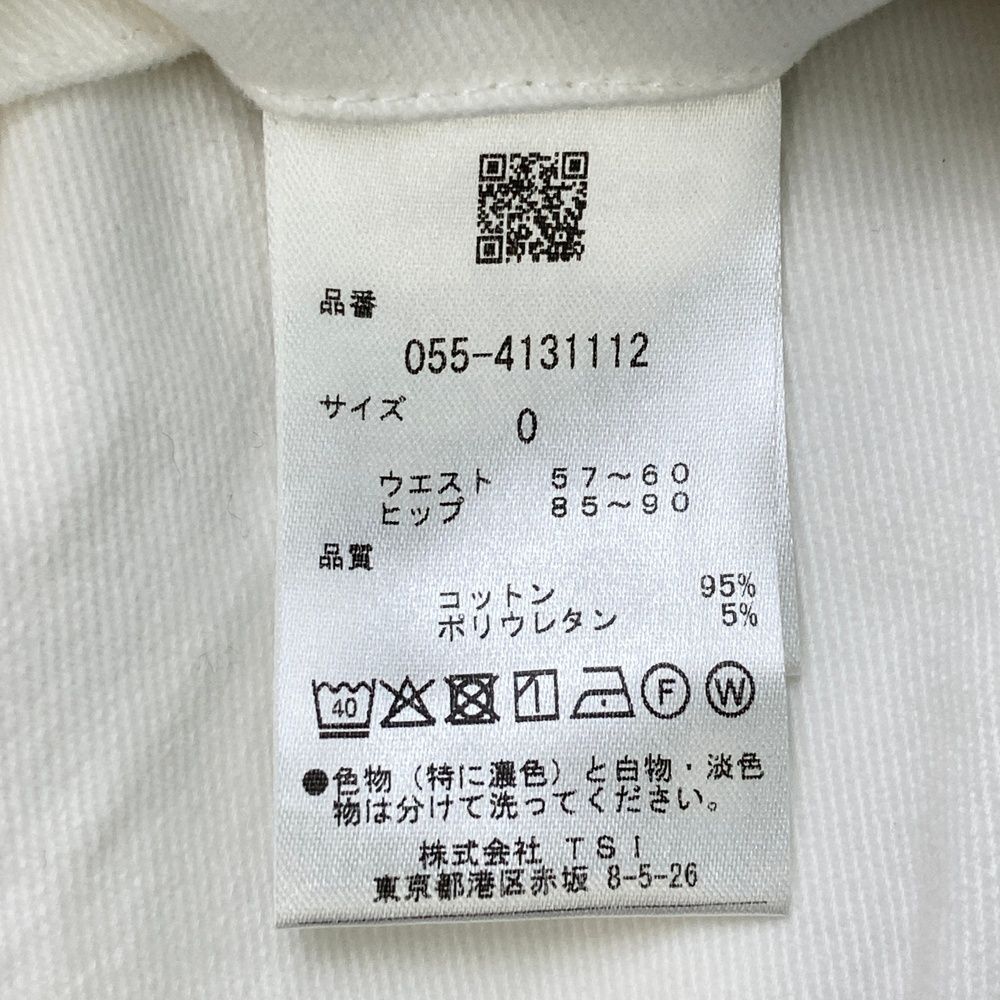 品番
055-4131112
サイズ
0
ウエスト 57～60
ヒップ 85～90
品質
コットン 95%
ポリウレタン 5%
40 F W
●色物（特に濃色）と白物・淡色
物は分けて洗ってください。
株式会社 TSI
東京都港区赤坂 8-5-26